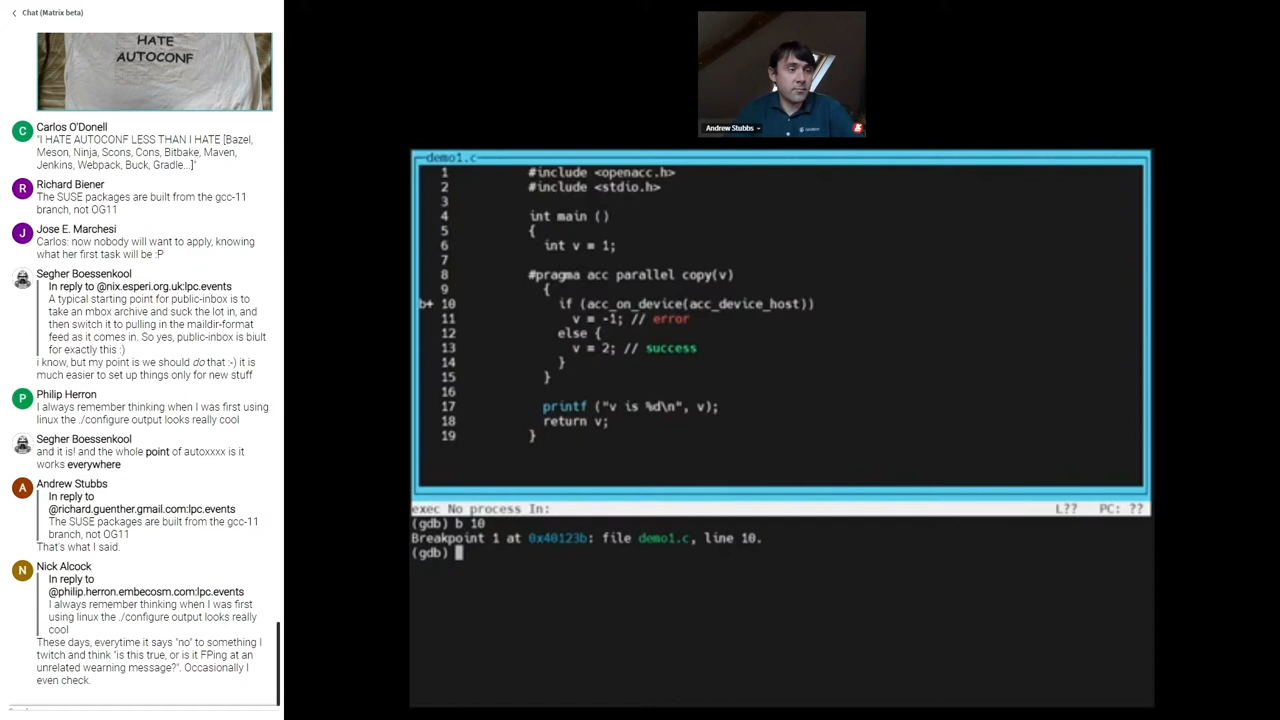 Chat (Matrix beta)
HATE
AUTOCONF
C
Carlos O'Donell
"I HATE AUTOCONF LESS THAN I HATE [Bazel,
Meson, Ninja, Scons, Cons, Bitbake, Maven,
Jenkins, Webpack, Buck, Gradle...]"
R
Richard Biener
The SUSE packages are built from the gcc-11
branch, not OG11
J
Jose E. Marchesi
Carlos: now nobody will want to apply, knowing
what her first task will be :P
Segher Boessenkool
In reply to @nix.esperi.org.uk:lpc.events
A typical starting point for public-inbox is to
take an mbox archive and suck the lot in, and
then switch it to pulling in the maildir-format
feed as it comes in. So yes, public-inbox is biult
for exactly this :)
i know, but my point is we should do that :-) it is
much easier to set up things only for new stuff
P
Philip Herron
I always remember thinking when I was first using
linux the ./configure output looks really cool
Segher Boessenkool
and it is! and the whole point of autoxxxx is it
works everywhere
A
Andrew Stubbs
In reply to
@richard.guenther.gmail.com:lpc.events
The SUSE packages are built from the gcc-11
branch, not OG11
That's what I said.
N
Nick Alcock
In reply to
@philip.herron.embecosm.com:lpc.events
I always remember thinking when I was first
using linux the ./configure output looks really
cool
These days, everytime it says "no" to something I
twitch and think "is this true, or is it FPing at an
unrelated wearning message?". Occasionally I
even check.
Andrew Stubbs
demo1.c
1 #include <openacc.h>
2 #include <stdio.h>
3
4 int main ()
5 {
6 int v = 1;
7
8 #pragma acc parallel copy(v)
9 {
b+ 10 if (acc_on_device(acc_device_host))
11 v = -1; // error
12 else {
13 v = 2; // success
14 }
15 }
16
17 printf ("v is %d\n", v);
18 return v;
19 }
exec No process In: L?? PC: ??
(gdb) b 10
Breakpoint 1 at 0x40123b: file demo1.c, line 10.
(gdb)